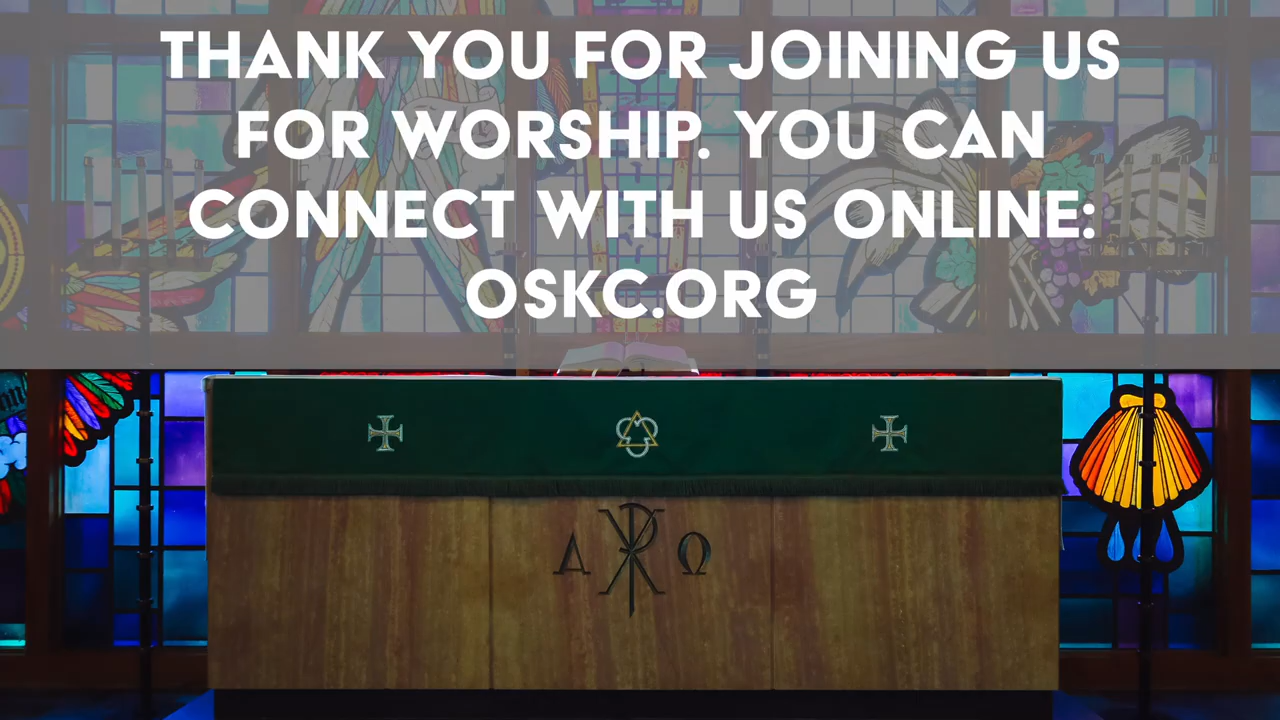 THANK YOU FOR JOINING US
FOR WORSHIP. YOU CAN
CONNECT WITH US ONLINE:
OSKC.ORG
Α ☧ Ω